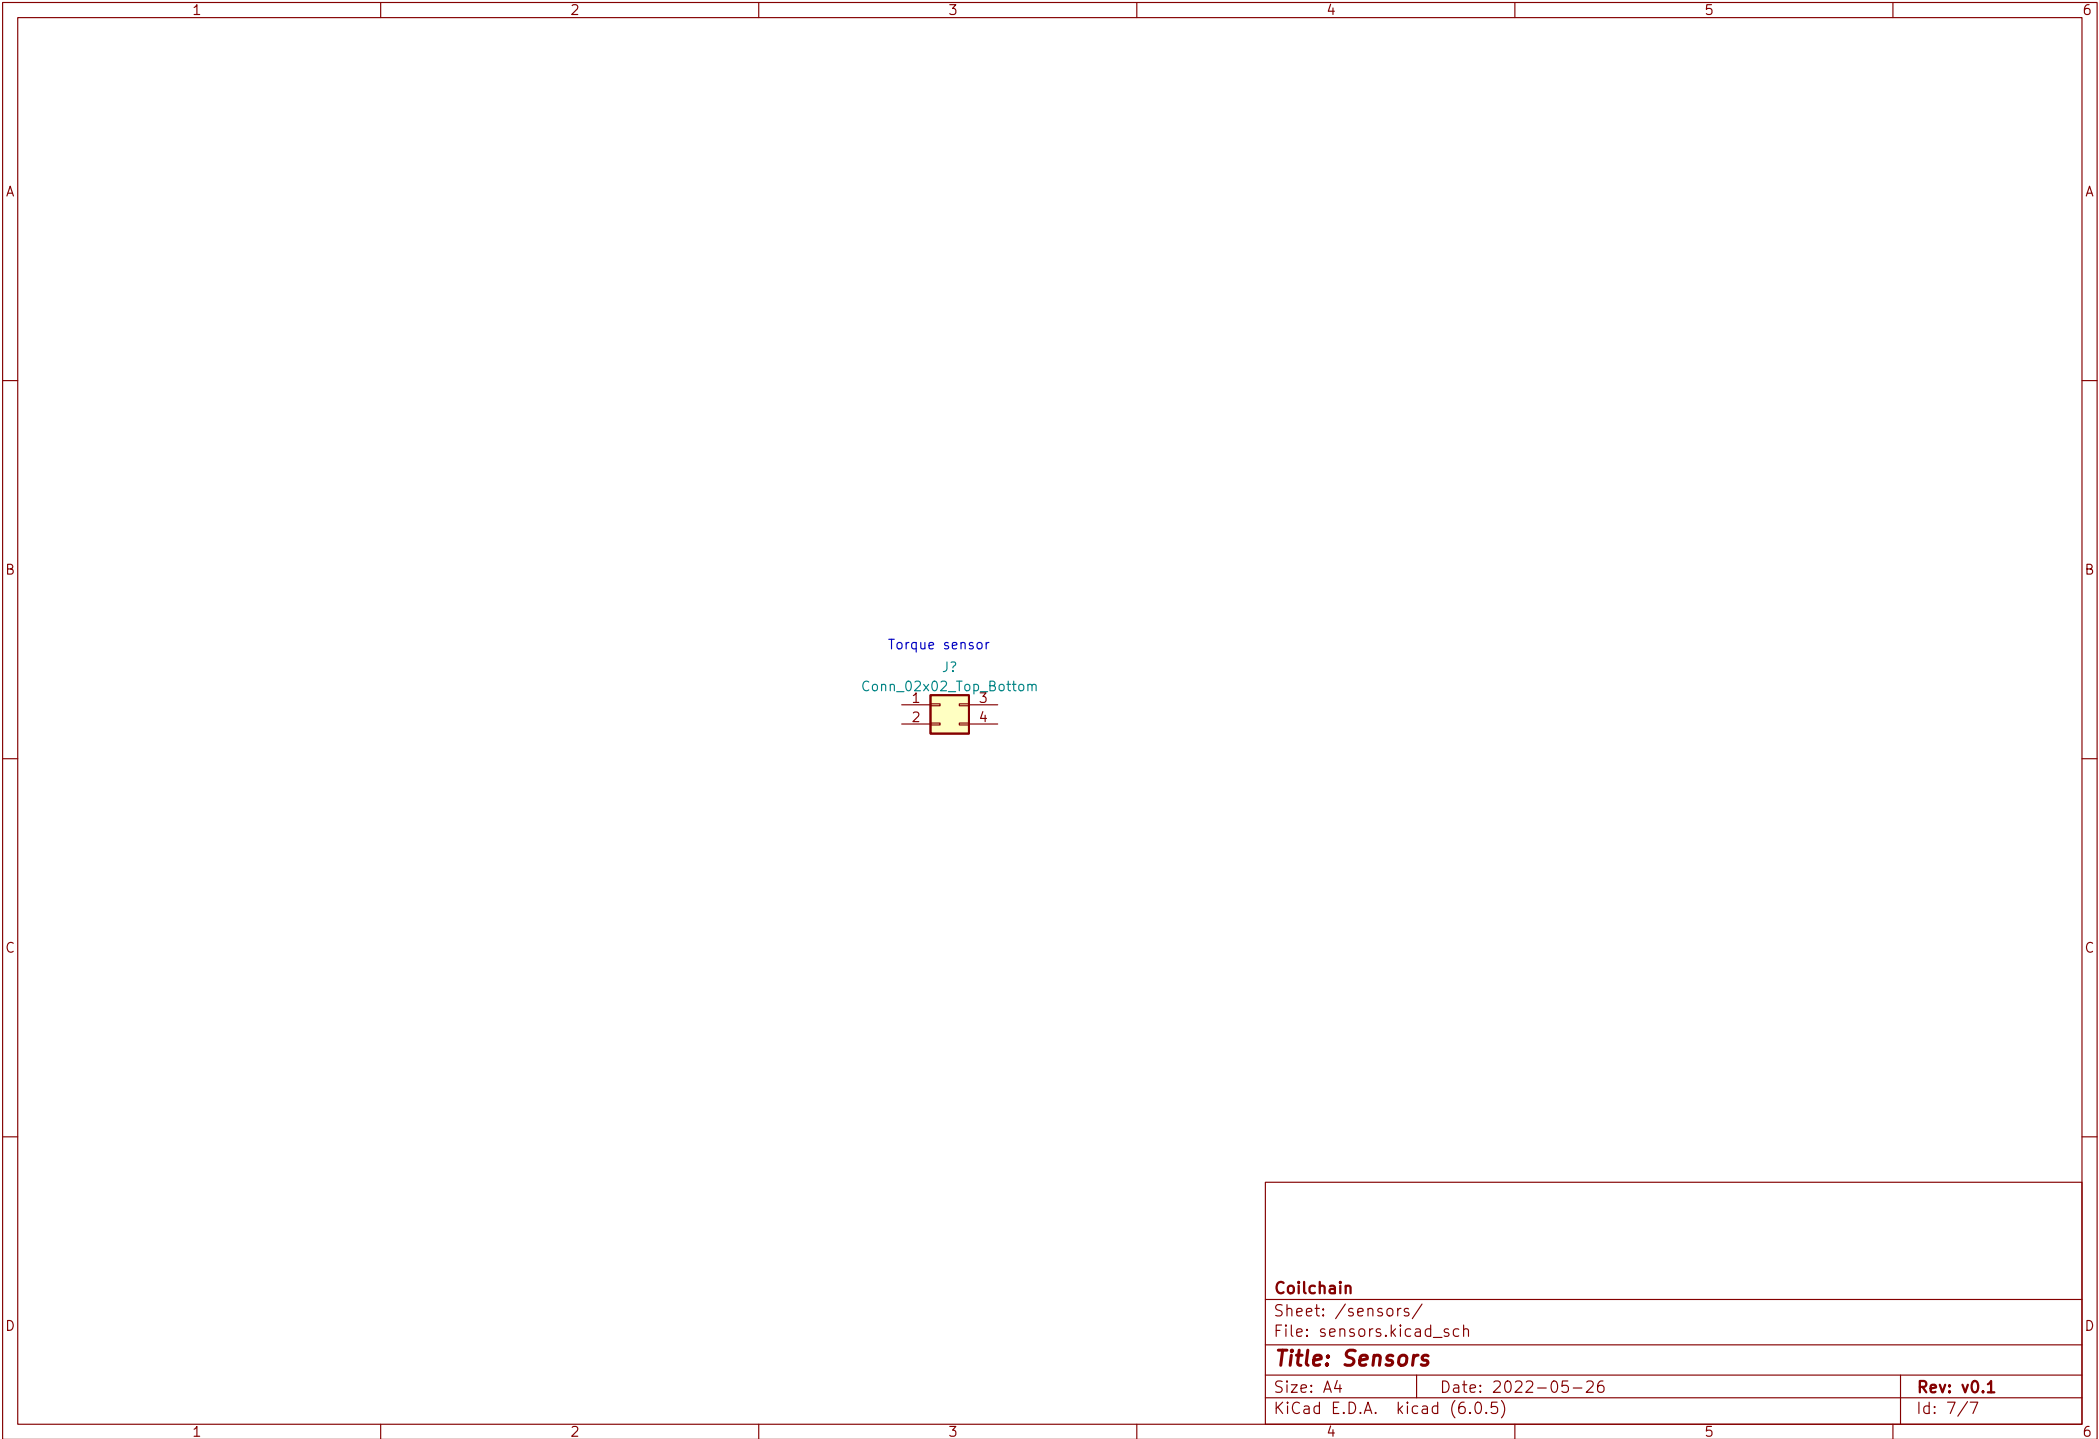 1 2 3 4 5 6
A A
B B
Torque sensor
J?
Conn_02x02_Top_Bottom
1 3
2 4
C C
Coilchain
Sheet: /sensors/
File: sensors.kicad_sch
D D
Title: Sensors
Size: A4 Date: 2022-05-26 Rev: v0.1
KiCad E.D.A. kicad (6.0.5) Id: 7/7
1 2 3 4 5 6